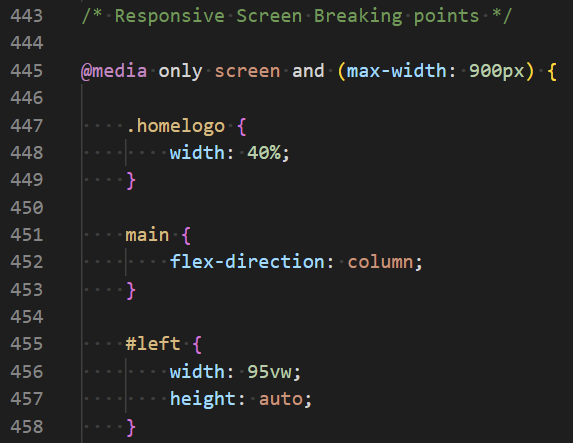 443 /* Responsive Screen Breaking points */
444
445 @media only screen and (max-width: 900px) {
446
447     .homelogo {
448         width: 40%;
449     }
450
451     main {
452         flex-direction: column;
453     }
454
455     #left {
456         width: 95vw;
457         height: auto;
458     }